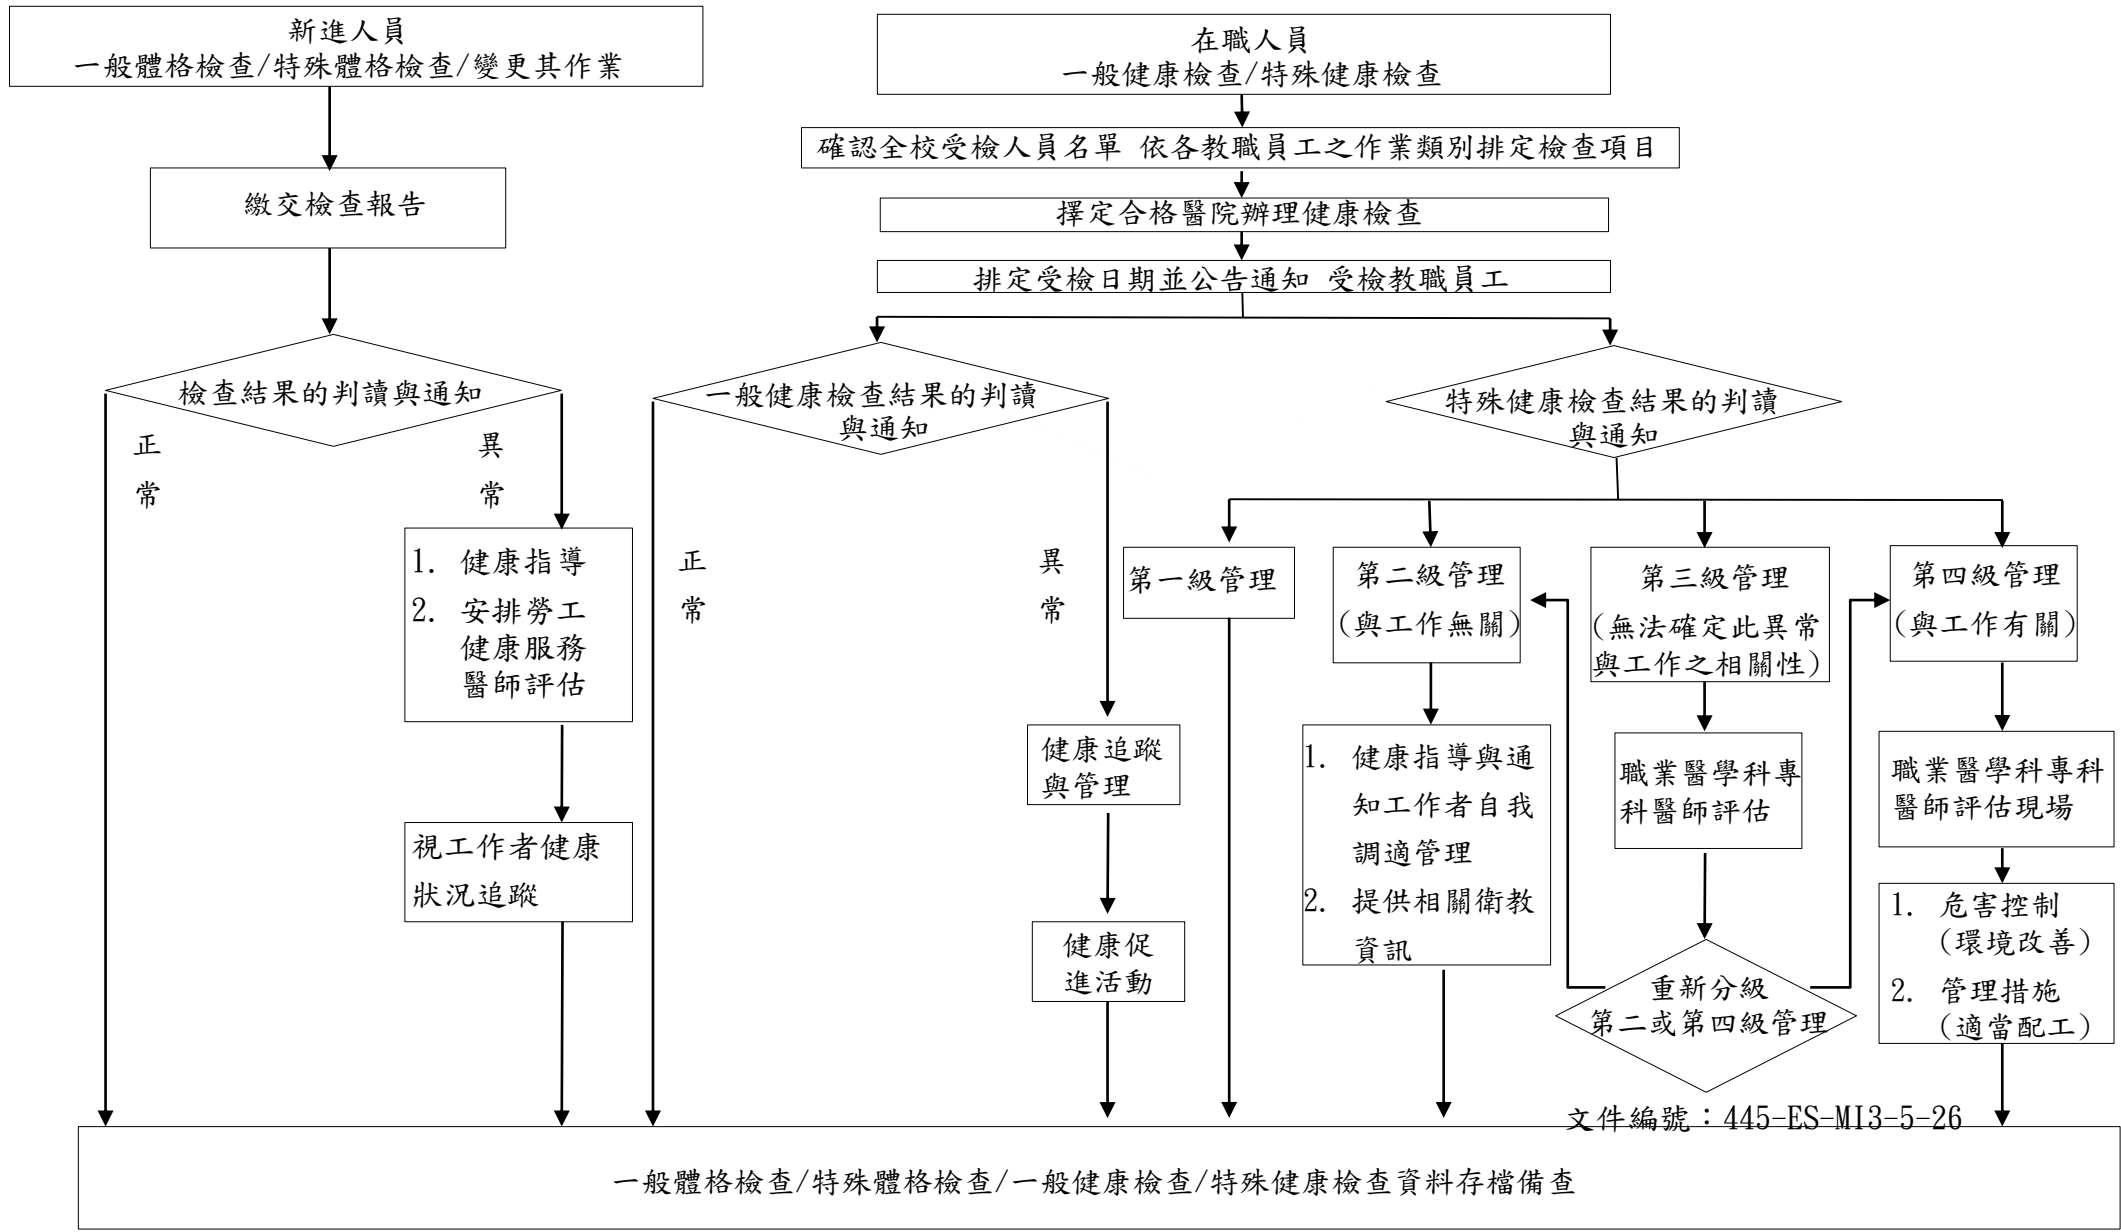 新進人員
一般體格檢查/特殊體格檢查/變更其作業
繳交檢查報告
檢查結果的判讀與通知
正
常
異
常
1. 健康指導
2. 安排勞工
健康服務
醫師評估
視工作者健康
狀況追蹤
在職人員
一般健康檢查/特殊健康檢查
確認全校受檢人員名單 依各教職員工之作業類別排定檢查項目
擇定合格醫院辦理健康檢查
排定受檢日期並公告通知 受檢教職員工
一般健康檢查結果的判讀
與通知
正
常
異
常
健康追蹤
與管理
健康促
進活動
特殊健康檢查結果的判讀
與通知
第一級管理
第二級管理
(與工作無關)
1. 健康指導與通
知工作者自我
調適管理
2. 提供相關衛教
資訊
第三級管理
(無法確定此異常
與工作之相關性)
職業醫學科專
科醫師評估
重新分級
第二或第四級管理
第四級管理
(與工作有關)
職業醫學科專科
醫師評估現場
1. 危害控制
(環境改善)
2. 管理措施
(適當配工)
文件編號：445-ES-MI3-5-26
一般體格檢查/特殊體格檢查/一般健康檢查/特殊健康檢查資料存檔備查